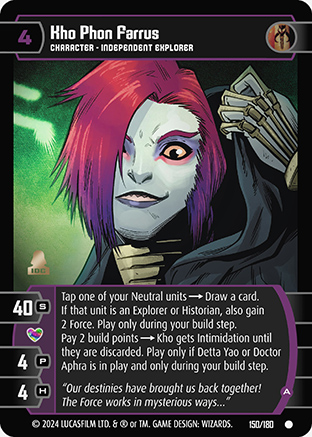 4
Kho Phon Farrus
CHARACTER - INDEPENDENT EXPLORER
40 S
Tap one of your Neutral units → Draw a card.
If that unit is an Explorer or Historian, also gain
2 Force. Play only during your build step.
4 P
Pay 2 build points → Kho gets Intimidation until
they are discarded. Play only if Detta Yao or Doctor
Aphra is in play and only during your build step.
4 H
“Our destinies have brought us back together!
The Force works in mysterious ways...”
A
© 2024 LUCASFILM LTD. & ® or TM. GAME DESIGN: WIZARDS.
150/180